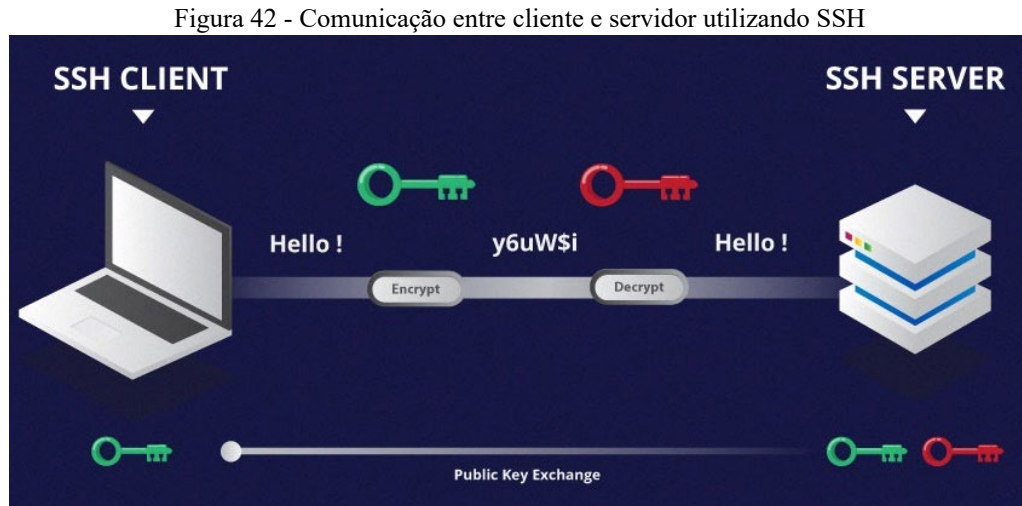 Figura 42 - Comunicação entre cliente e servidor utilizando SSH
SSH CLIENT
SSH SERVER
Hello !
y6uW$i
Hello !
Encrypt
Decrypt
Public Key Exchange